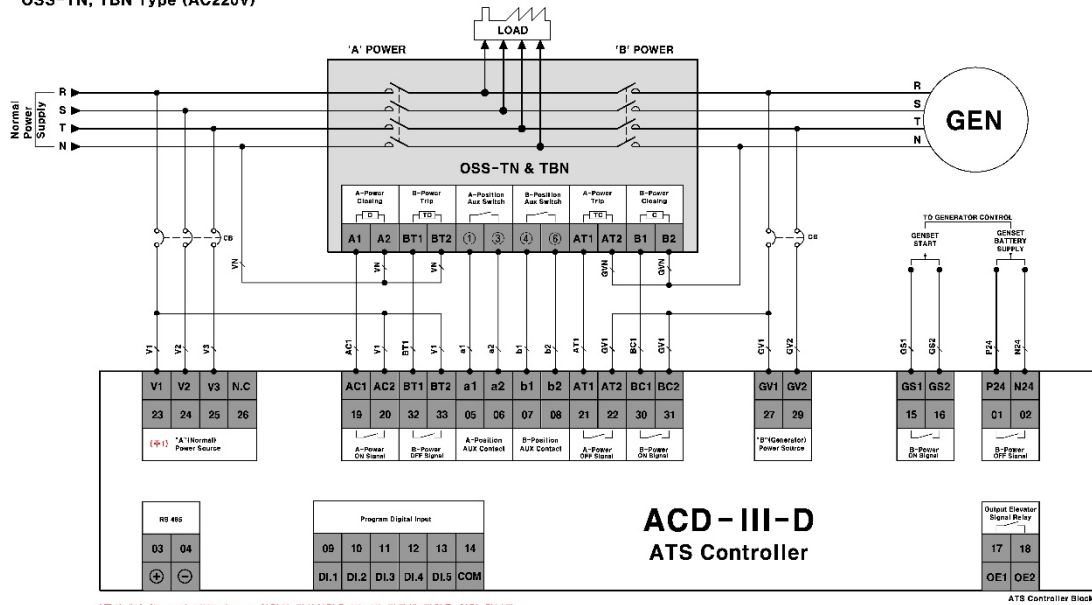 OSS-TN, TBN Type (AC220V)
LOAD
'A' POWER
'B' POWER
Normal Power Supply
R
S
T
N
R
S
T
N
GEN
OSS-TN & TBN
A-Power Closing
B-Power Trip
A-Position Aux Switch
B-Position Aux Switch
A-Power Trip
B-Power Closing
C TC TC C
A1 A2 BT1 BT2 ① ③ ④ ⑥ AT1 AT2 B1 B2
CB
CB
VN
VN
VN
GVN
GVN
TO GENERATOR CONTROL
GENSET START
GENSET BATTERY SUPPLY
V1 V2 V3 AC1 V1 BT1 V1 a1 a2 b1 b2 AT1 GV1 BC1 GV1 GV1 GV2 GS1 GS2 P24 N24
V1 V2 V3 N.C AC1 AC2 BT1 BT2 a1 a2 b1 b2 AT1 AT2 BC1 BC2 GV1 GV2 GS1 GS2 P24 N24
23 24 25 26 19 20 32 33 05 06 07 08 21 22 30 31 27 29 15 16 01 02
"A"(Normal) Power Source
A-Power ON Signal
B-Power OFF Signal
A-Position AUX Contact
B-Position AUX Contact
A-Power OFF Signal
B-Power ON Signal
"B"(Generator) Power Source
B-Power ON Signal
B-Power OFF Signal
RS 485
03 04
⊕ ⊖
Program Digital Input
09 10 11 12 13 14
DI.1 DI.2 DI.3 DI.4 DI.5 COM
ACD-III-D
ATS Controller
Output Elevator Signal Relay
17 18
OE1 OE2
ATS Controller Block